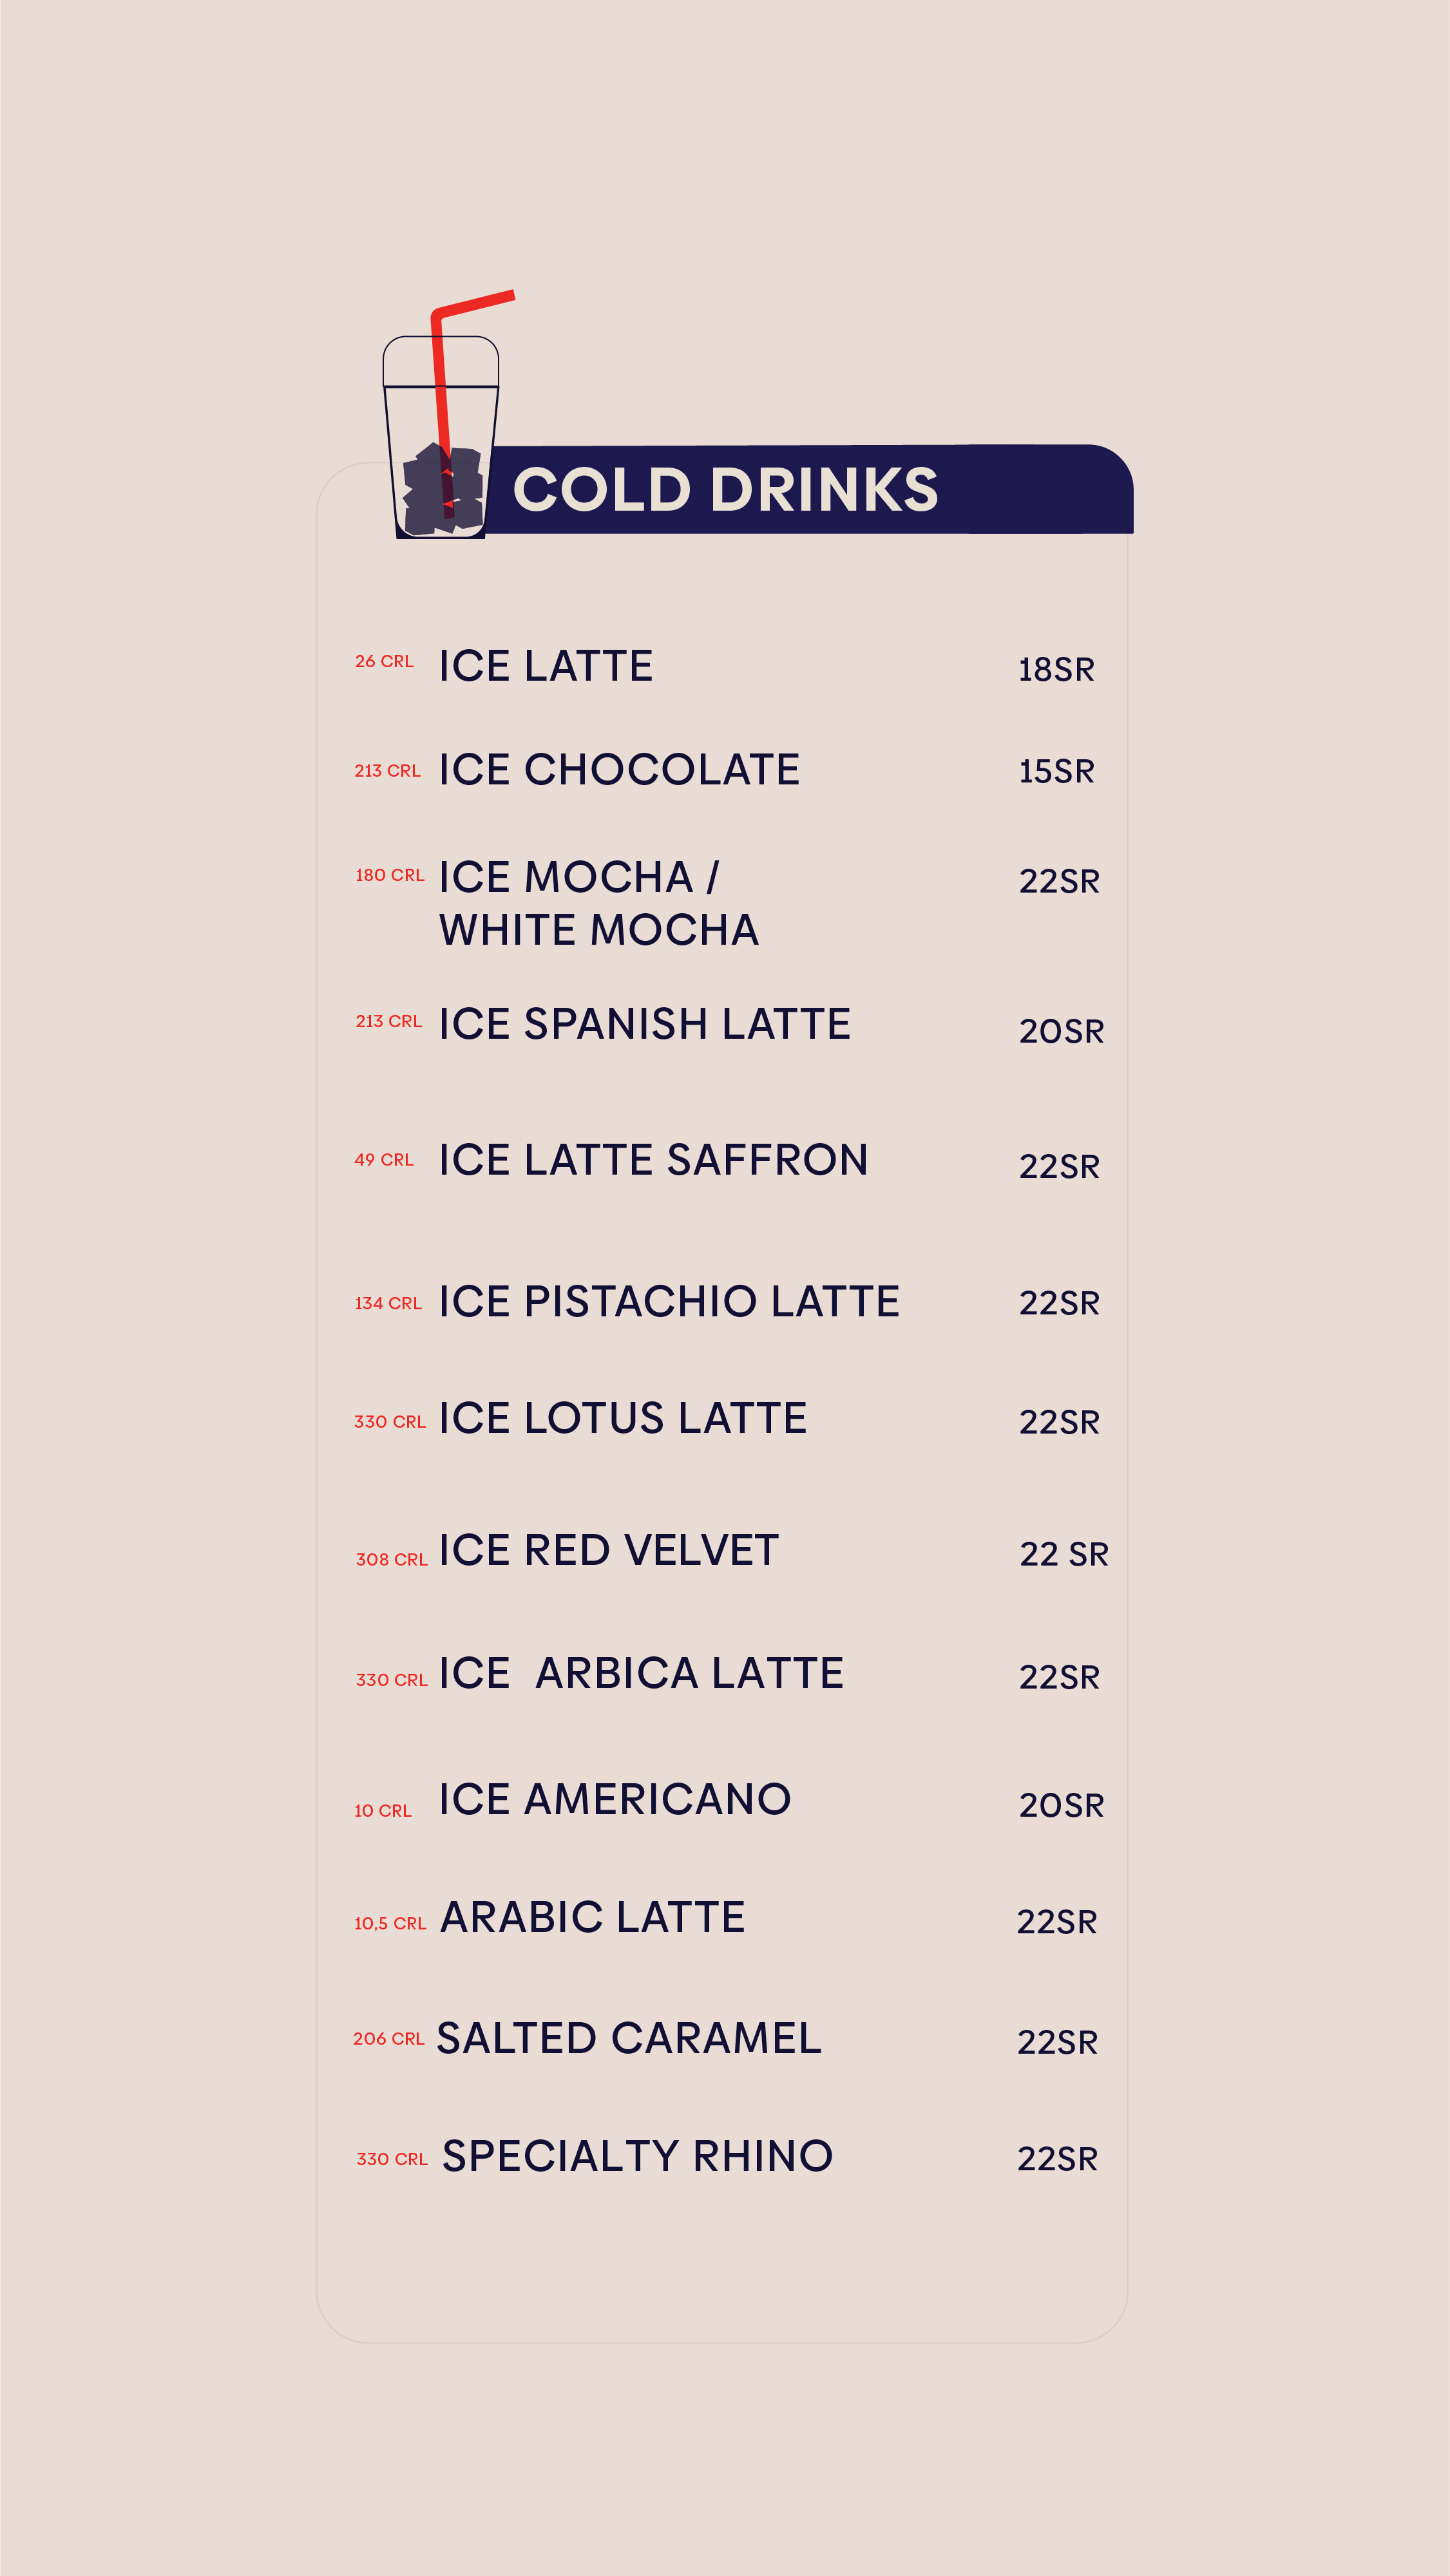 COLD DRINKS
26 CRL ICE LATTE 18SR
213 CRL ICE CHOCOLATE 15SR
180 CRL ICE MOCHA / 22SR
WHITE MOCHA
213 CRL ICE SPANISH LATTE 20SR
49 CRL ICE LATTE SAFFRON 22SR
134 CRL ICE PISTACHIO LATTE 22SR
330 CRL ICE LOTUS LATTE 22SR
308 CRL ICE RED VELVET 22 SR
330 CRL ICE ARBICA LATTE 22SR
10 CRL ICE AMERICANO 20SR
10,5 CRL ARABIC LATTE 22SR
206 CRL SALTED CARAMEL 22SR
330 CRL SPECIALTY RHINO 22SR